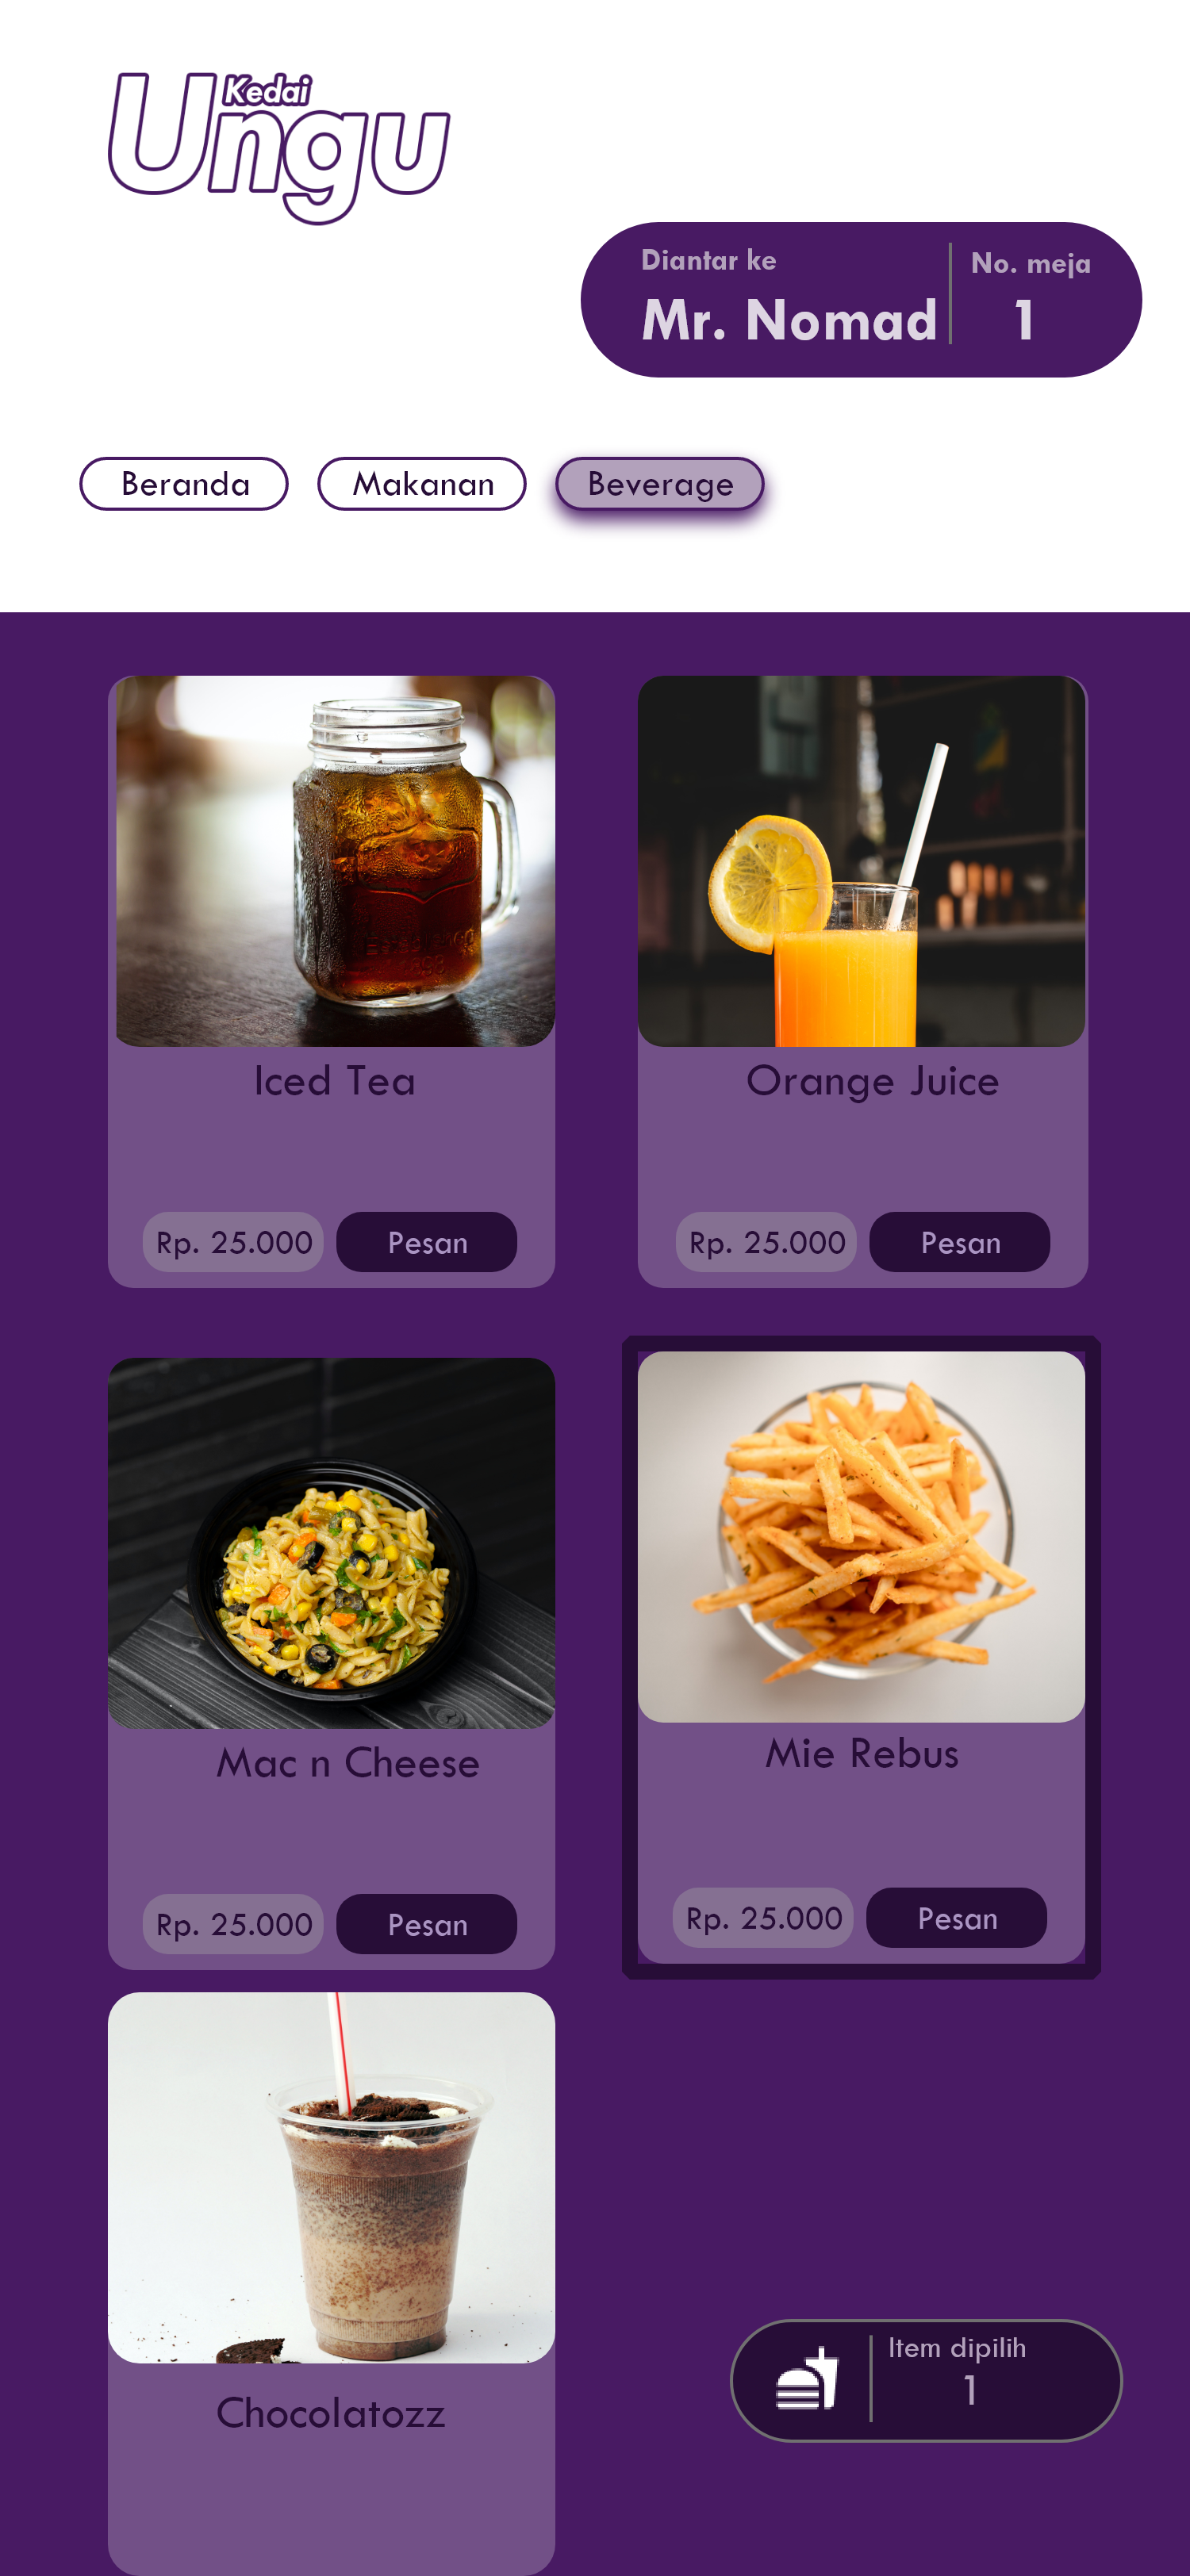 Kedai
Ungu
Diantar ke
No. meja
Mr. Nomad
1
Beranda
Makanan
Beverage
Iced Tea
Rp. 25.000
Pesan
Orange Juice
Rp. 25.000
Pesan
Mac n Cheese
Rp. 25.000
Pesan
Mie Rebus
Rp. 25.000
Pesan
Chocolatozz
Item dipilih
1